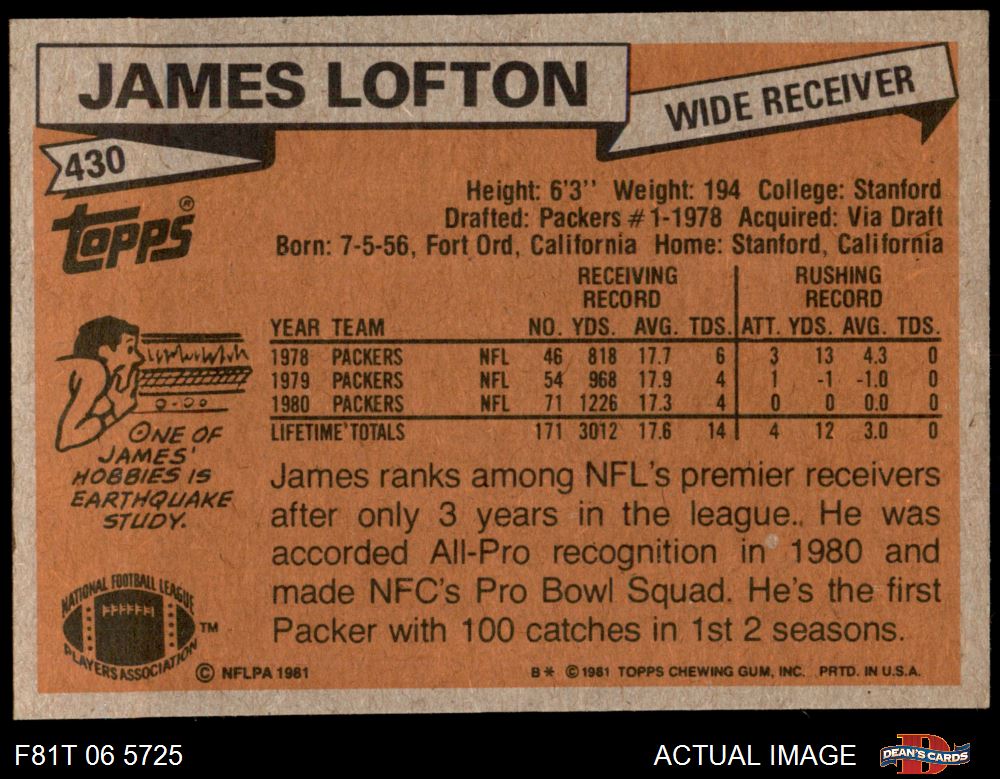 JAMES LOFTON
WIDE RECEIVER
430
TOPPS®
Height: 6'3'' Weight: 194 College: Stanford
Drafted: Packers #1-1978 Acquired: Via Draft
Born: 7-5-56, Fort Ord, California Home: Stanford, California
RECEIVING RECORD RUSHING RECORD
YEAR TEAM NO. YDS. AVG. TDS. ATT. YDS. AVG. TDS.
1978 PACKERS NFL 46 818 17.7 6 3 13 4.3 0
1979 PACKERS NFL 54 968 17.9 4 1 -1 -1.0 0
1980 PACKERS NFL 71 1226 17.3 4 0 0 0.0 0
LIFETIME TOTALS 171 3012 17.6 14 4 12 3.0 0
ONE OF
JAMES'
HOBBIES IS
EARTHQUAKE
STUDY.
James ranks among NFL's premier receivers
after only 3 years in the league.. He was
accorded All-Pro recognition in 1980 and
made NFC's Pro Bowl Squad. He's the first
Packer with 100 catches in 1st 2 seasons.
NATIONAL FOOTBALL LEAGUE
PLAYERS ASSOCIATION
TM
© NFLPA 1981
B* © 1981 TOPPS CHEWING GUM, INC. PRTD. IN U.S.A.
F81T 06 5725
ACTUAL IMAGE
DEAN'S CARDS